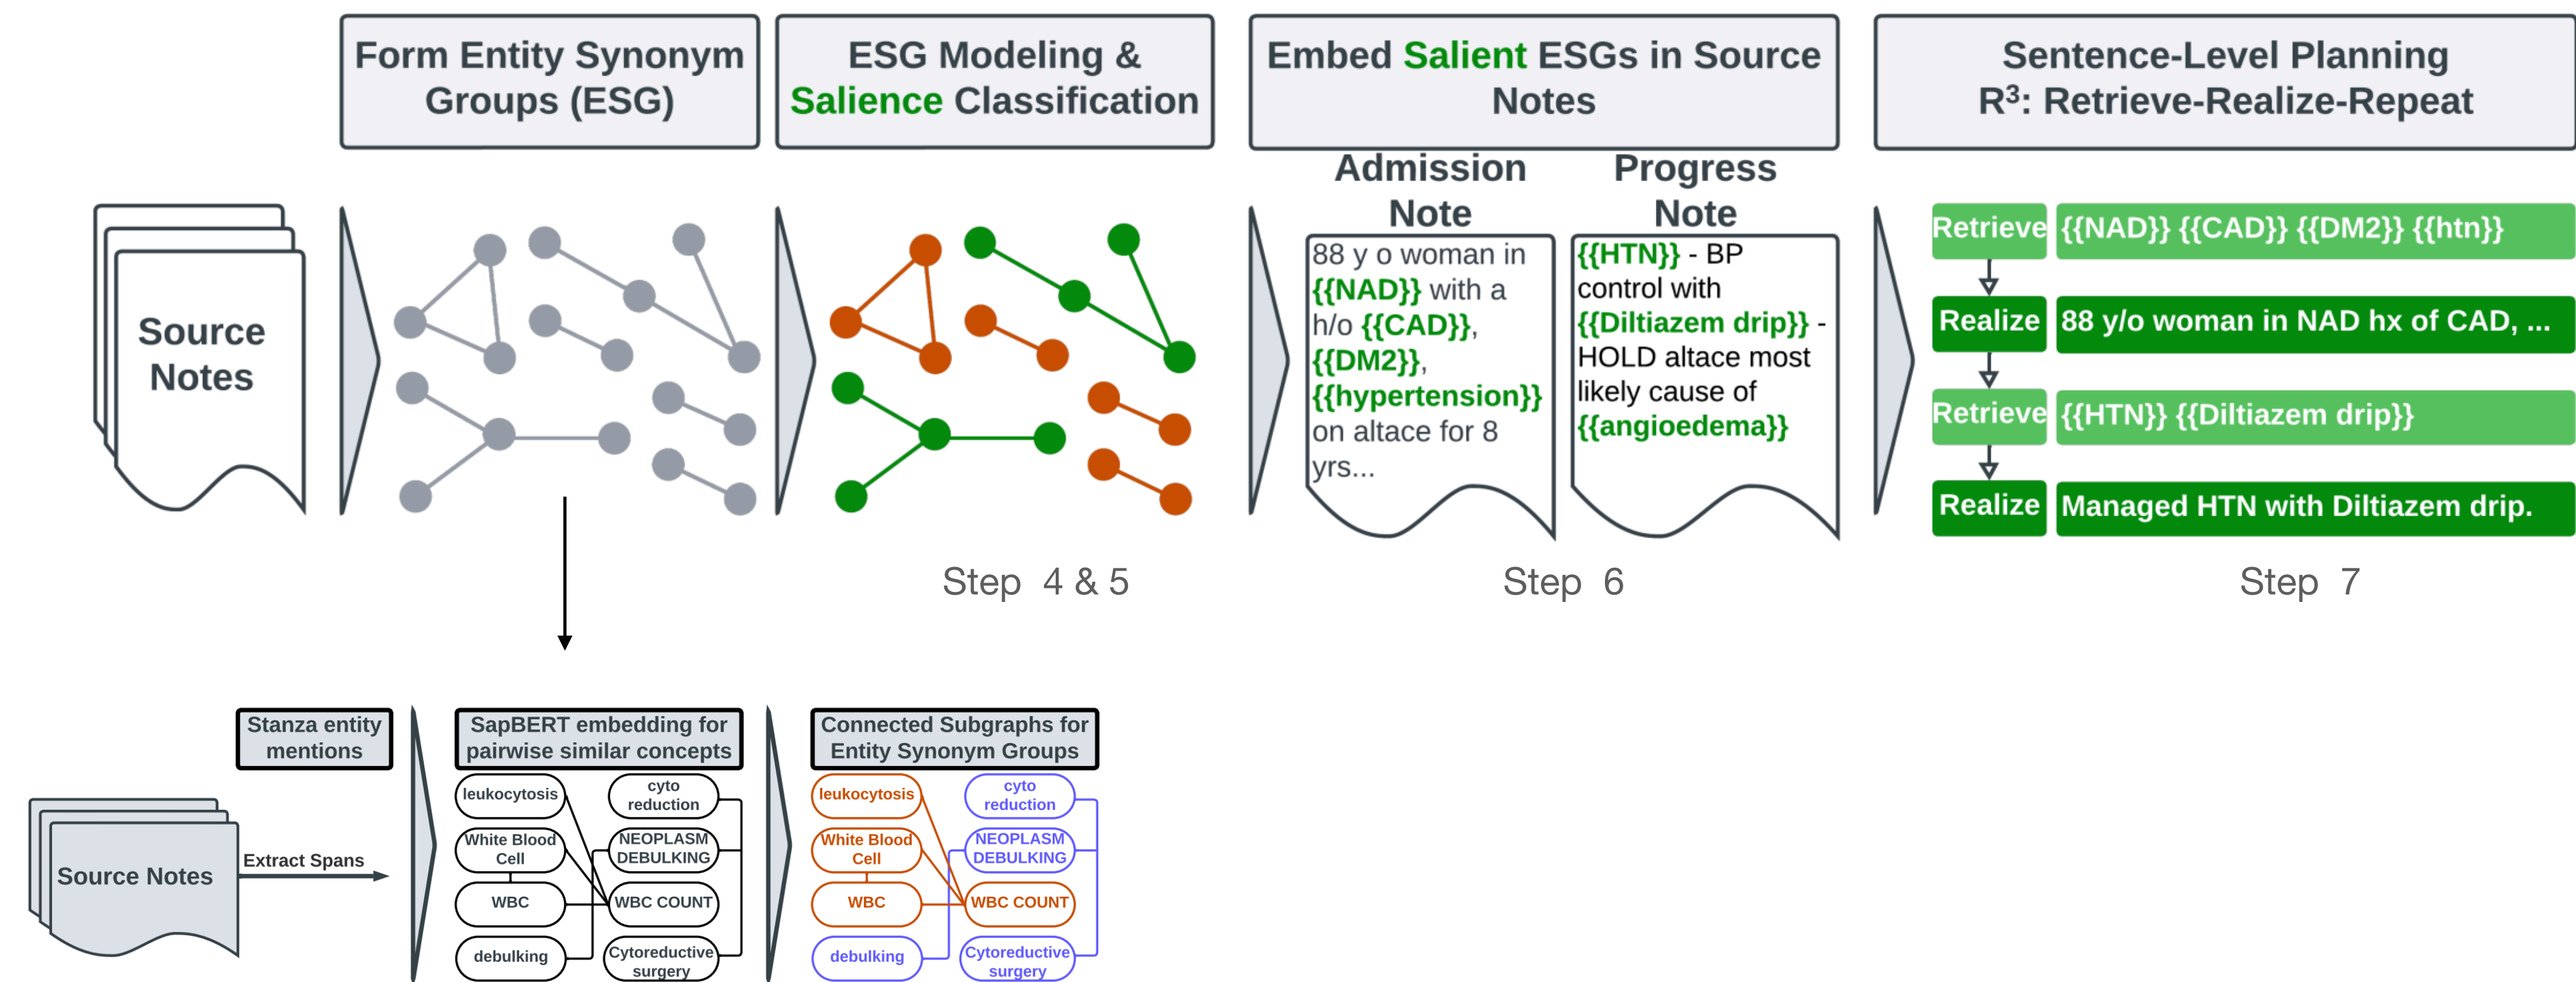 Form Entity Synonym
Groups (ESG)
ESG Modeling &
Salience Classification
Embed Salient ESGs in Source
Notes
Sentence-Level Planning
R³: Retrieve-Realize-Repeat
Source
Notes
Admission
Note
88 y o woman in
{{NAD}} with a
h/o {{CAD}},
{{DM2}},
{{hypertension}}
on altace for 8
yrs...
Progress
Note
{{HTN}} - BP
control with
{{Diltiazem drip}} -
HOLD altace most
likely cause of
{{angioedema}}
Retrieve {{NAD}} {{CAD}} {{DM2}} {{htn}}
Realize 88 y/o woman in NAD hx of CAD, ...
Retrieve {{HTN}} {{Diltiazem drip}}
Realize Managed HTN with Diltiazem drip.
Step 4 & 5
Step 6
Step 7
Source Notes
Extract Spans
Stanza entity
mentions
SapBERT embedding for
pairwise similar concepts
leukocytosis
cyto
reduction
White Blood
Cell
NEOPLASM
DEBULKING
WBC
WBC COUNT
debulking
Cytoreductive
surgery
Connected Subgraphs for
Entity Synonym Groups
leukocytosis
cyto
reduction
White Blood
Cell
NEOPLASM
DEBULKING
WBC
WBC COUNT
debulking
Cytoreductive
surgery